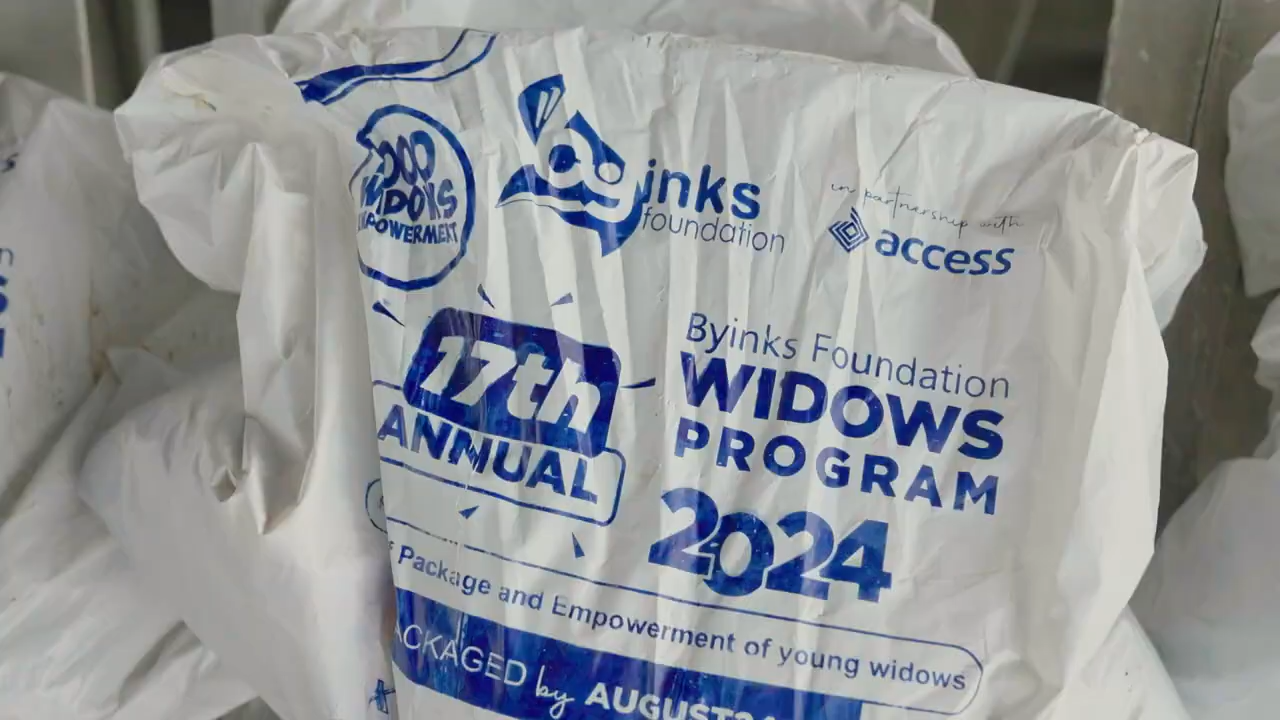 WIDOWS
inks
foundation
in partnership with
access
17th
ANNUAL
Byinks Foundation
WIDOWS
PROGRAM
2024
Package and Empowerment of young widows
by